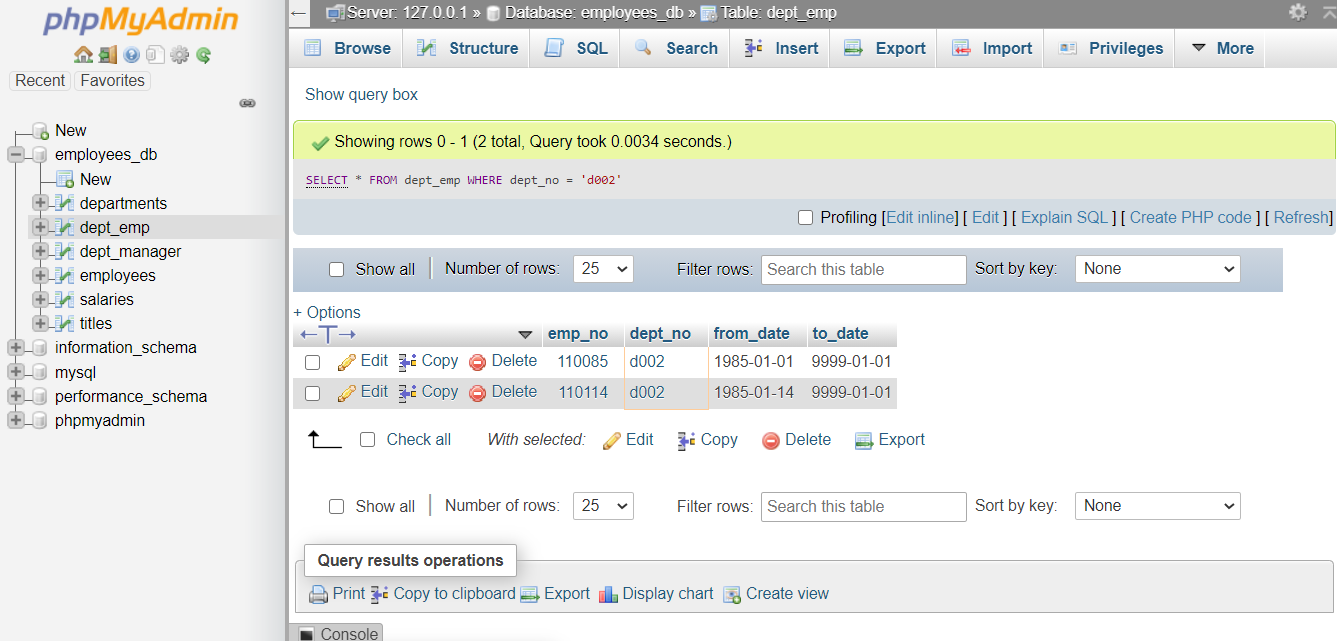 phpMyAdmin
Recent Favorites
New
employees_db
New
departments
dept_emp
dept_manager
employees
salaries
titles
information_schema
mysql
performance_schema
phpmyadmin
Server: 127.0.0.1 » Database: employees_db » Table: dept_emp
Browse Structure SQL Search Insert Export Import Privileges More
Show query box
Showing rows 0 - 1 (2 total, Query took 0.0034 seconds.)
SELECT * FROM dept_emp WHERE dept_no = 'd002'
Profiling [Edit inline] [ Edit ] [ Explain SQL ] [ Create PHP code ] [ Refresh]
Show all Number of rows: 25 Filter rows: Search this table Sort by key: None
+ Options
←T→ emp_no dept_no from_date to_date
Edit Copy Delete 110085 d002 1985-01-01 9999-01-01
Edit Copy Delete 110114 d002 1985-01-14 9999-01-01
Check all With selected: Edit Copy Delete Export
Show all Number of rows: 25 Filter rows: Search this table Sort by key: None
Query results operations
Print Copy to clipboard Export Display chart Create view
Console